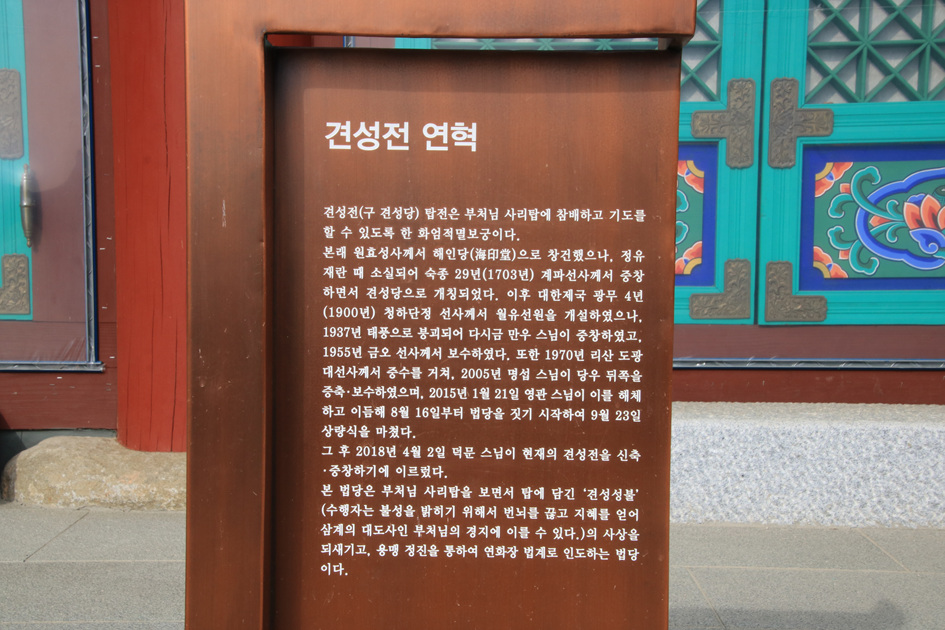 견성전 연혁
견성전(구 견성당) 탑전은 부처님 사리탑에 참배하고 기도를
할 수 있도록 한 화엄적멸보궁이다.
본래 원효성사께서 해인당(海印堂)으로 창건했으나, 정유
재란 때 소실되어 숙종 29년(1703년) 계파선사께서 중창
하면서 견성당으로 개칭되었다. 이후 대한제국 광무 4년
(1900년) 청하단정 선사께서 월유선원을 개설하였으나,
1937년 태풍으로 붕괴되어 다시금 만우 스님이 중창하였고,
1955년 금오 선사께서 보수하였다. 또한 1970년 리산 도광
대선사께서 중수를 거쳐, 2005년 명섭 스님이 당우 뒤쪽을
증축·보수하였으며, 2015년 1월 21일 영관 스님이 이를 해체
하고 이듬해 8월 16일부터 법당을 짓기 시작하여 9월 23일
상량식을 마쳤다.
그 후 2018년 4월 2일 덕문 스님이 현재의 견성전을 신축
·중창하기에 이르렀다.
본 법당은 부처님 사리탑을 보면서 탑에 담긴 ‘견성성불’
(수행자는 불성을 밝히기 위해서 번뇌를 끊고 지혜를 얻어
삼계의 대도사인 부처님의 경지에 이를 수 있다.)의 사상을
되새기고, 용맹 정진을 통하여 연화장 법계로 인도하는 법당
이다.